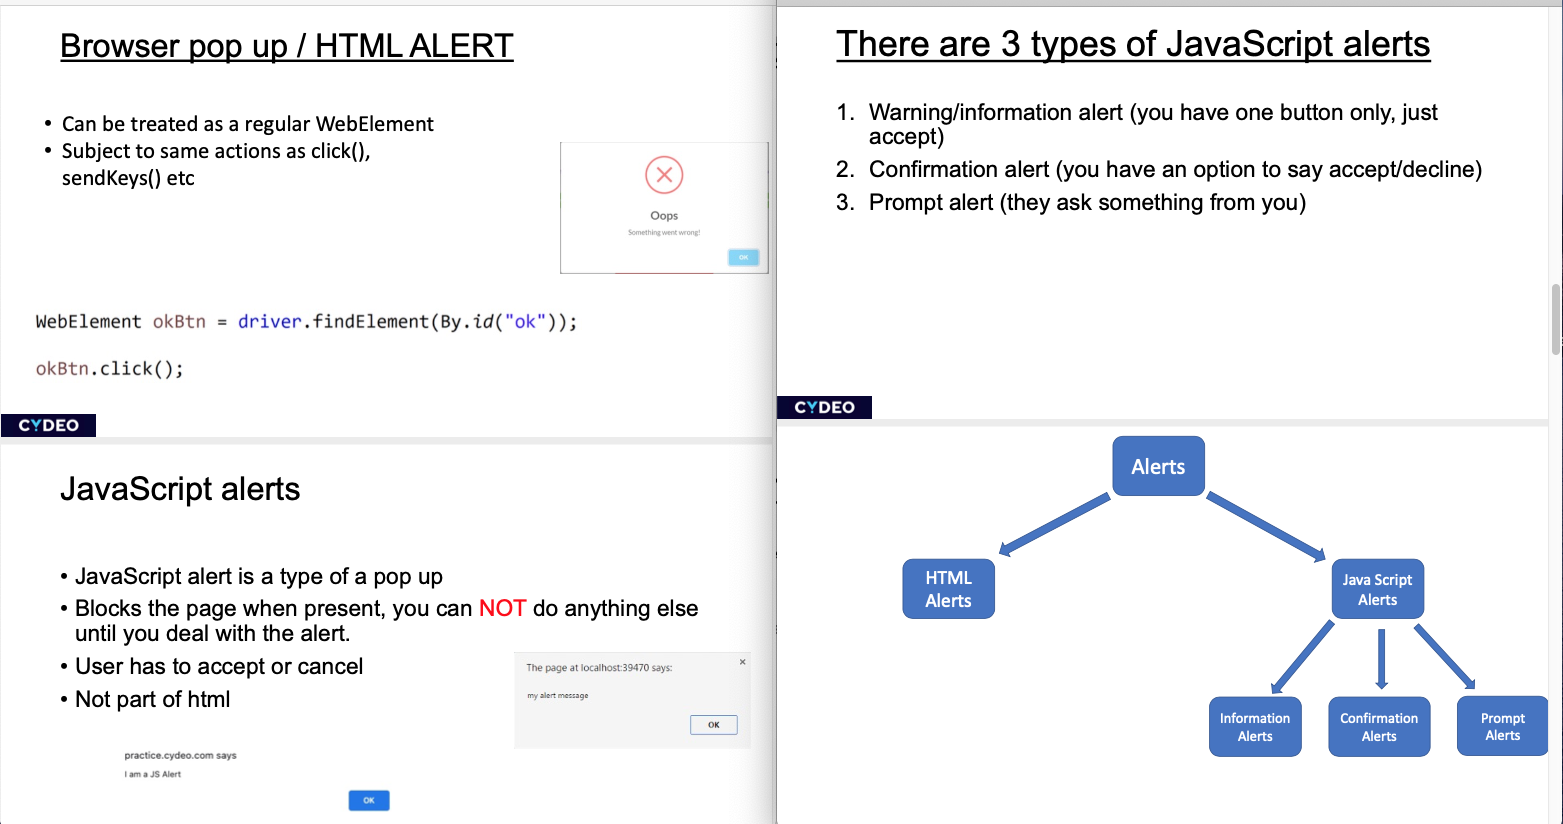 Browser pop up / HTML ALERT
• Can be treated as a regular WebElement
• Subject to same actions as click(),
sendKeys() etc
Oops
Something went wrong!
OK
WebElement okBtn = driver.findElement(By.id("ok"));
okBtn.click();
CYDEO
JavaScript alerts
• JavaScript alert is a type of a pop up
• Blocks the page when present, you can NOT do anything else
until you deal with the alert.
• User has to accept or cancel
• Not part of html
The page at localhost:39470 says:
×
my alert message
OK
practice.cydeo.com says
I am a JS Alert
OK
There are 3 types of JavaScript alerts
1. Warning/information alert (you have one button only, just
accept)
2. Confirmation alert (you have an option to say accept/decline)
3. Prompt alert (they ask something from you)
CYDEO
Alerts
HTML
Alerts
Java Script
Alerts
Information
Alerts
Confirmation
Alerts
Prompt
Alerts